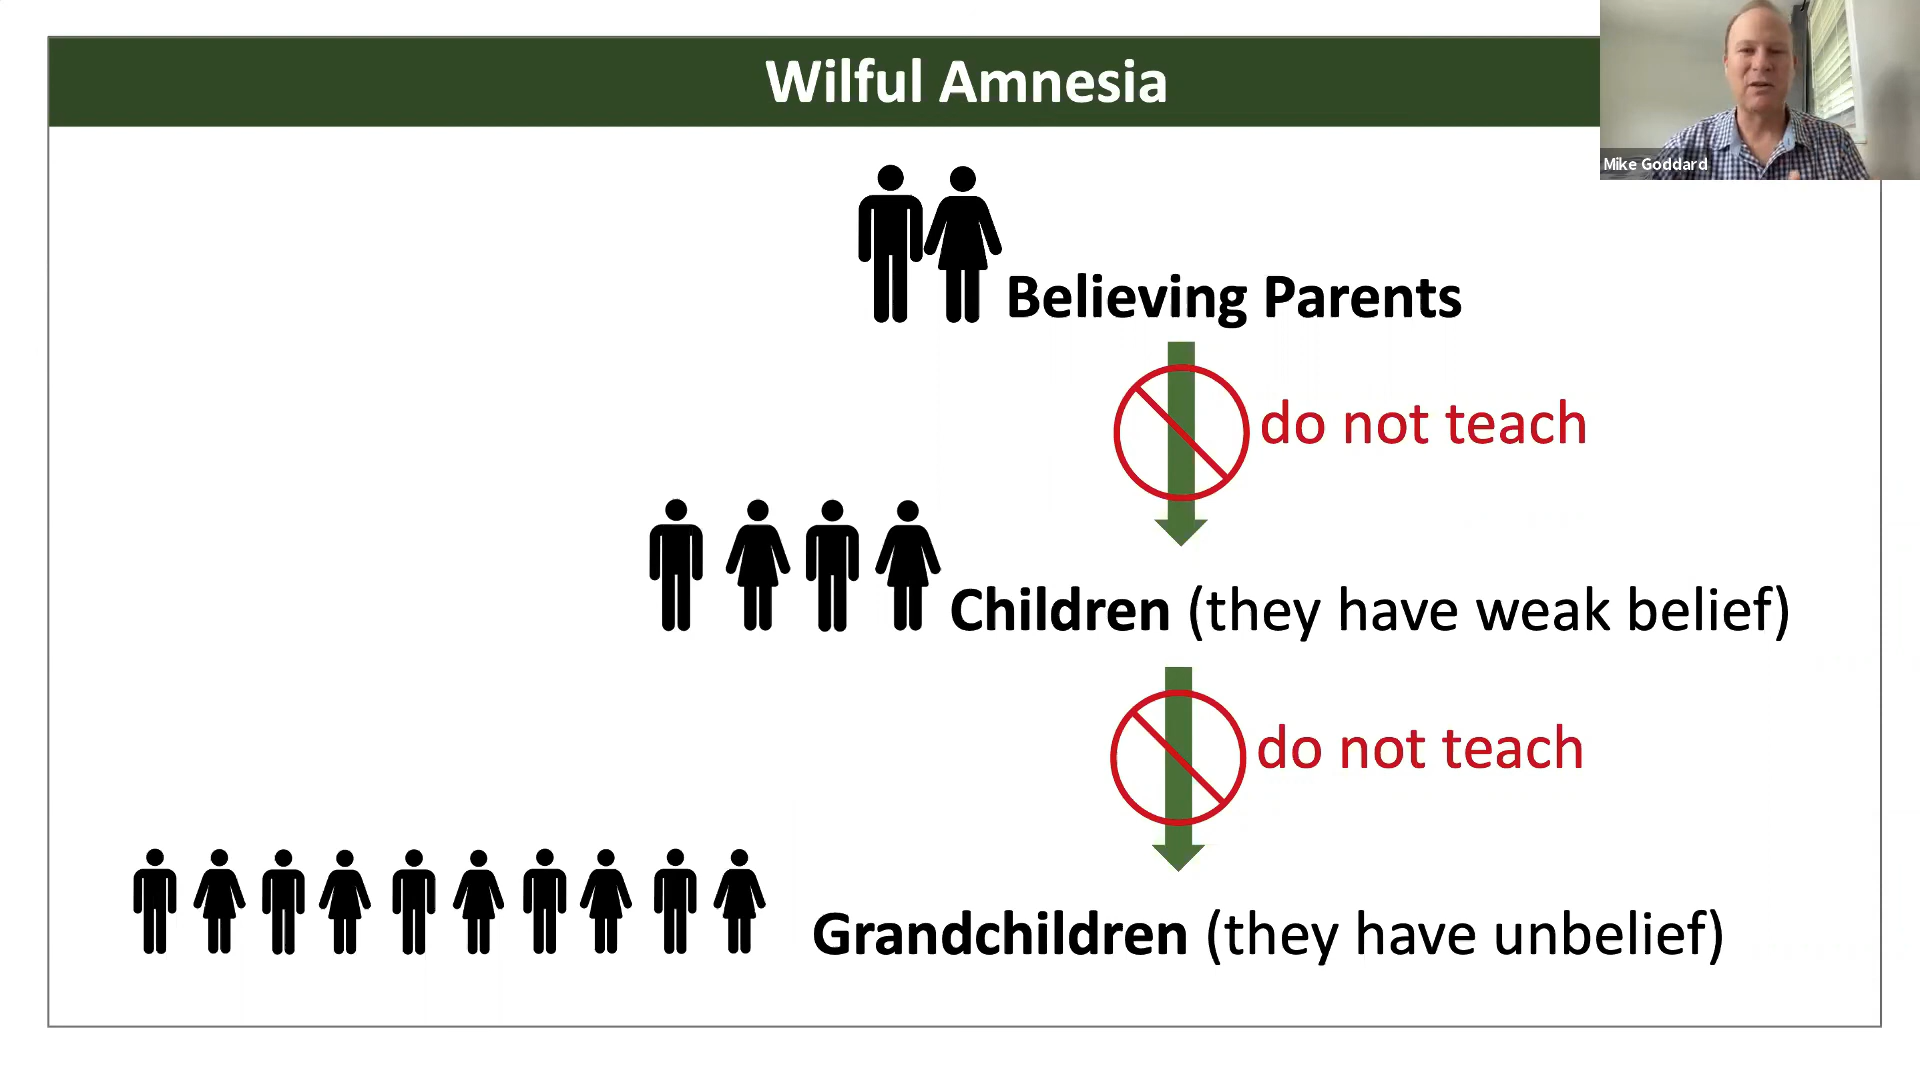 Wilful Amnesia
Mike Goddard
Believing Parents
do not teach
Children (they have weak belief)
do not teach
Grandchildren (they have unbelief)